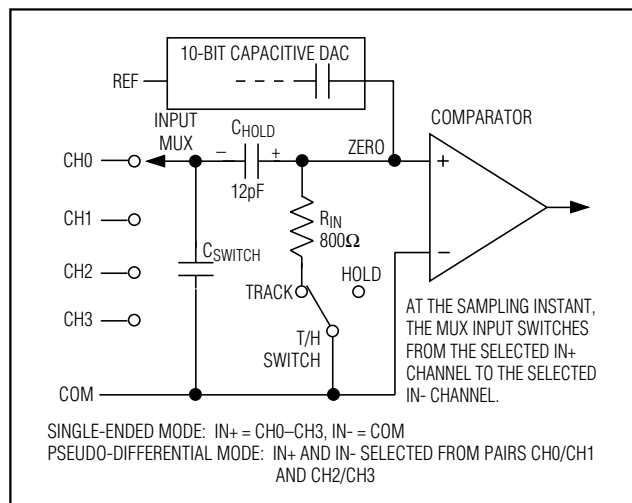 10-BIT CAPACITIVE DAC
REF
COMPARATOR
INPUT
MUX
CHOLD
ZERO
CH0
− +
12pF
+
RIN
800Ω
CH1
−
CSWITCH
HOLD
CH2
TRACK
CH3
T/H
SWITCH
AT THE SAMPLING INSTANT,
THE MUX INPUT SWITCHES
FROM THE SELECTED IN+
CHANNEL TO THE SELECTED
IN- CHANNEL.
COM
SINGLE-ENDED MODE: IN+ = CH0–CH3, IN- = COM
PSEUDO-DIFFERENTIAL MODE: IN+ AND IN- SELECTED FROM PAIRS CH0/CH1
AND CH2/CH3